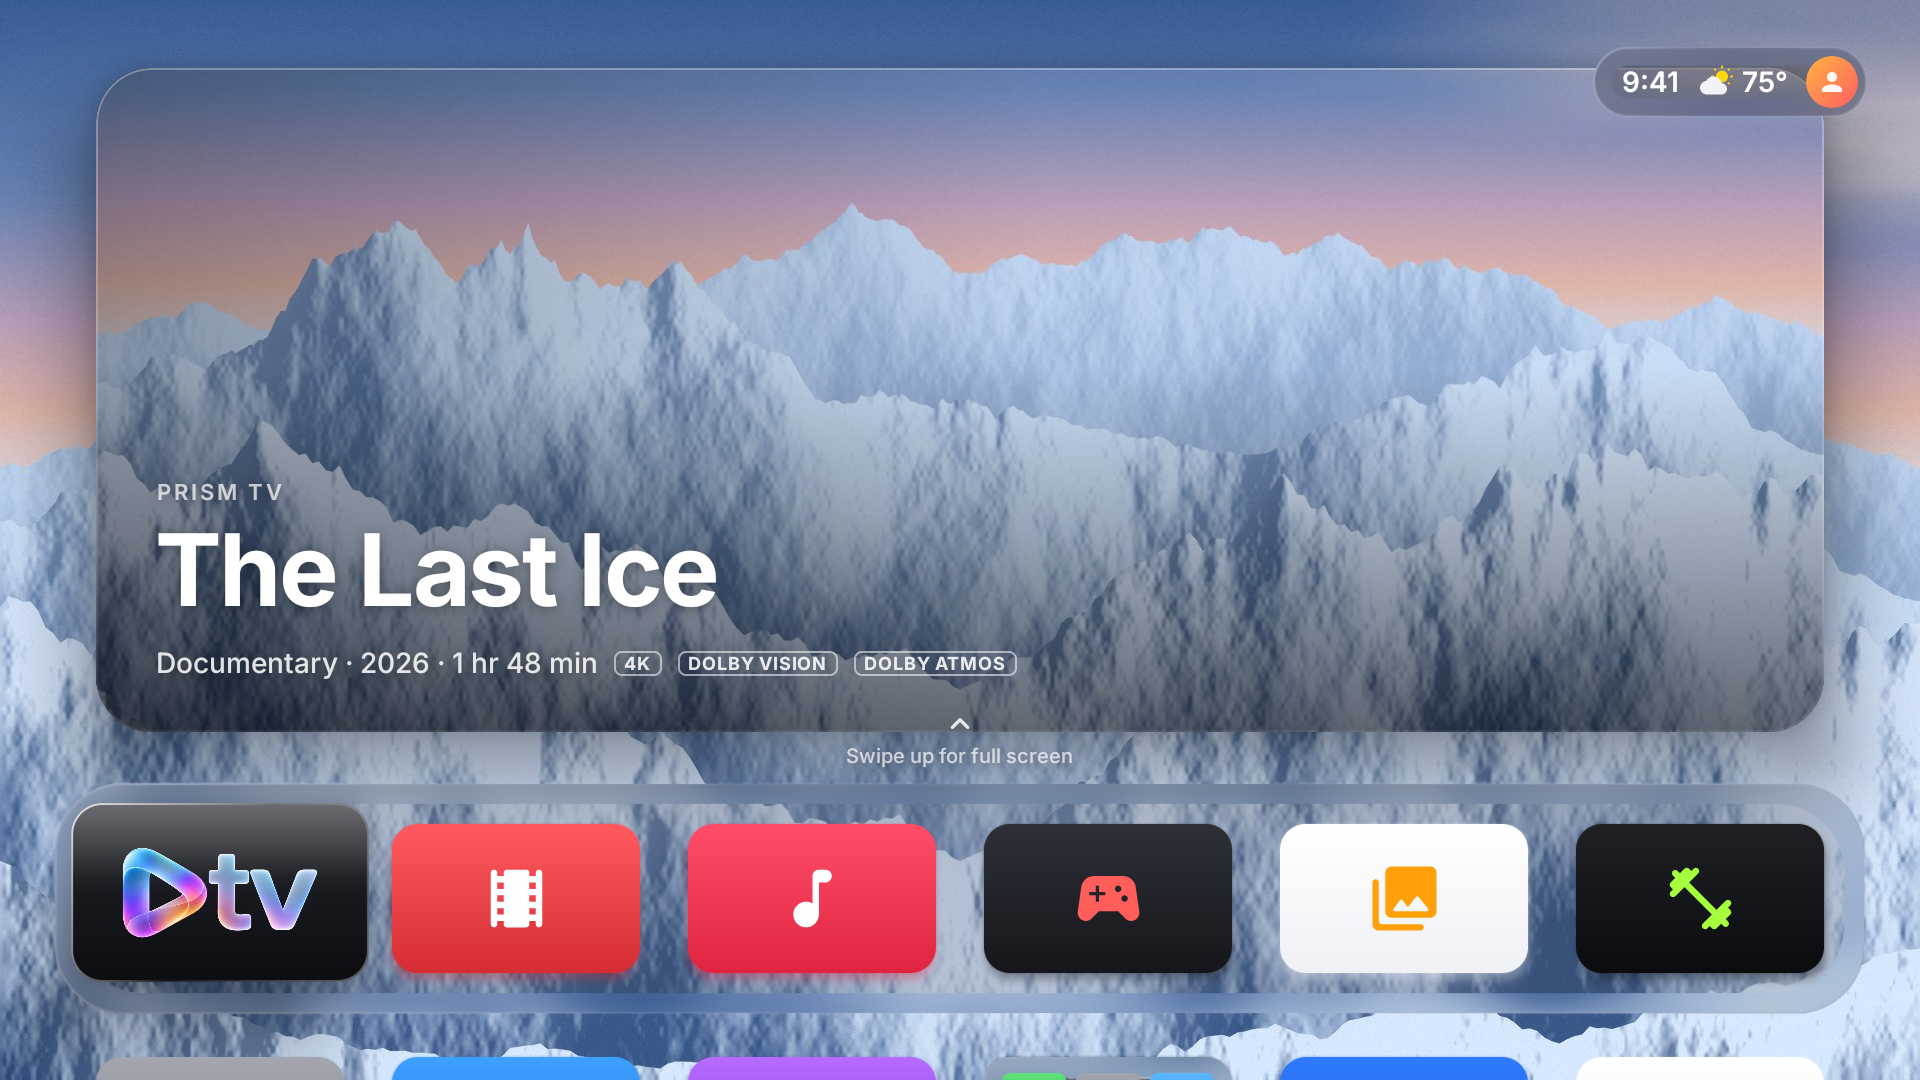 9:41 75°
PRISM TV
The Last Ice
Documentary · 2026 · 1 hr 48 min 4K DOLBY VISION DOLBY ATMOS
Swipe up for full screen
tv